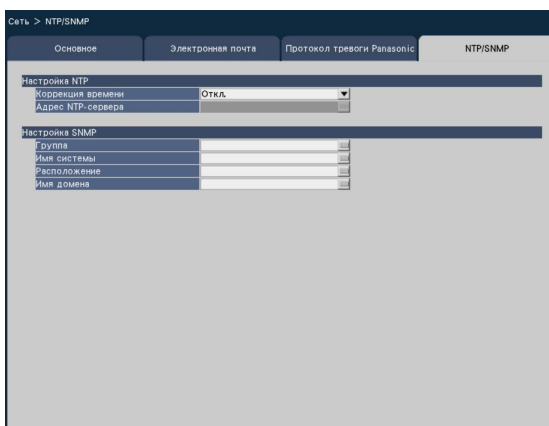 Сеть > NTP/SNMP
Основное Электронная почта Протокол тревоги Panasonic NTP/SNMP
Настройка NTP
Коррекция времени Откл.
Адрес NTP-сервера
Настройка SNMP
Группа
Имя системы
Расположение
Имя домена